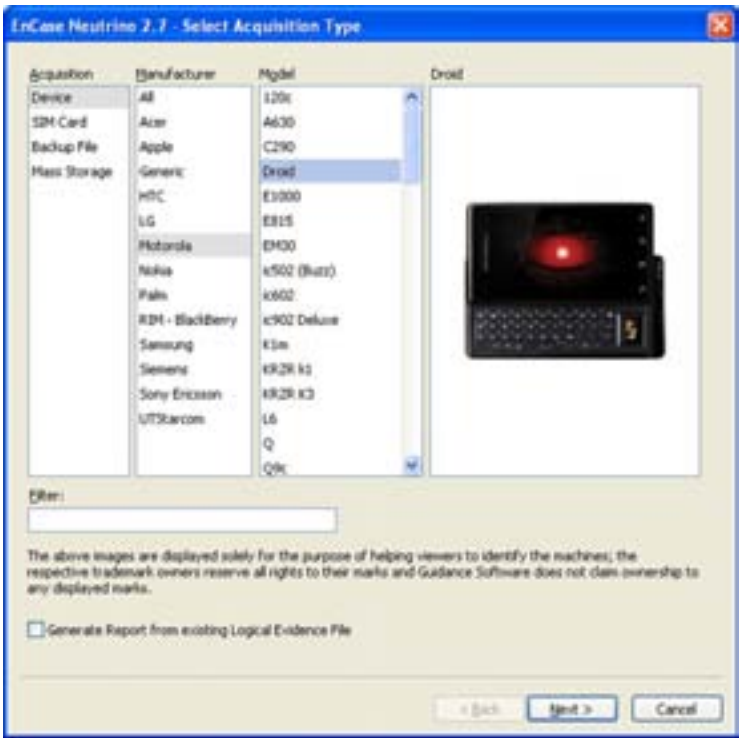 EnCase Neutrino 2.7 - Select Acquisition Type
Acquisition
Device
SIM Card
Backup File
Mass Storage
Manufacturer
All
Acer
Apple
Generic
HTC
LG
Motorola
Nokia
Palm
RIM - BlackBerry
Samsung
Siemens
Sony Ericsson
UTStarcom
Model
120c
A630
C290
Droid
E1000
E815
EM30
ic502 (Buzz)
ic602
ic902 Deluxe
K1m
KRZR k1
KRZR K3
L6
Q
Q9c
Droid
Filter:
The above images are displayed solely for the purpose of helping viewers to identify the machines; the
respective trademark owners reserve all rights to their marks and Guidance Software does not claim ownership to
any displayed marks.
Generate Report from existing Logical Evidence File
< Back
Next >
Cancel